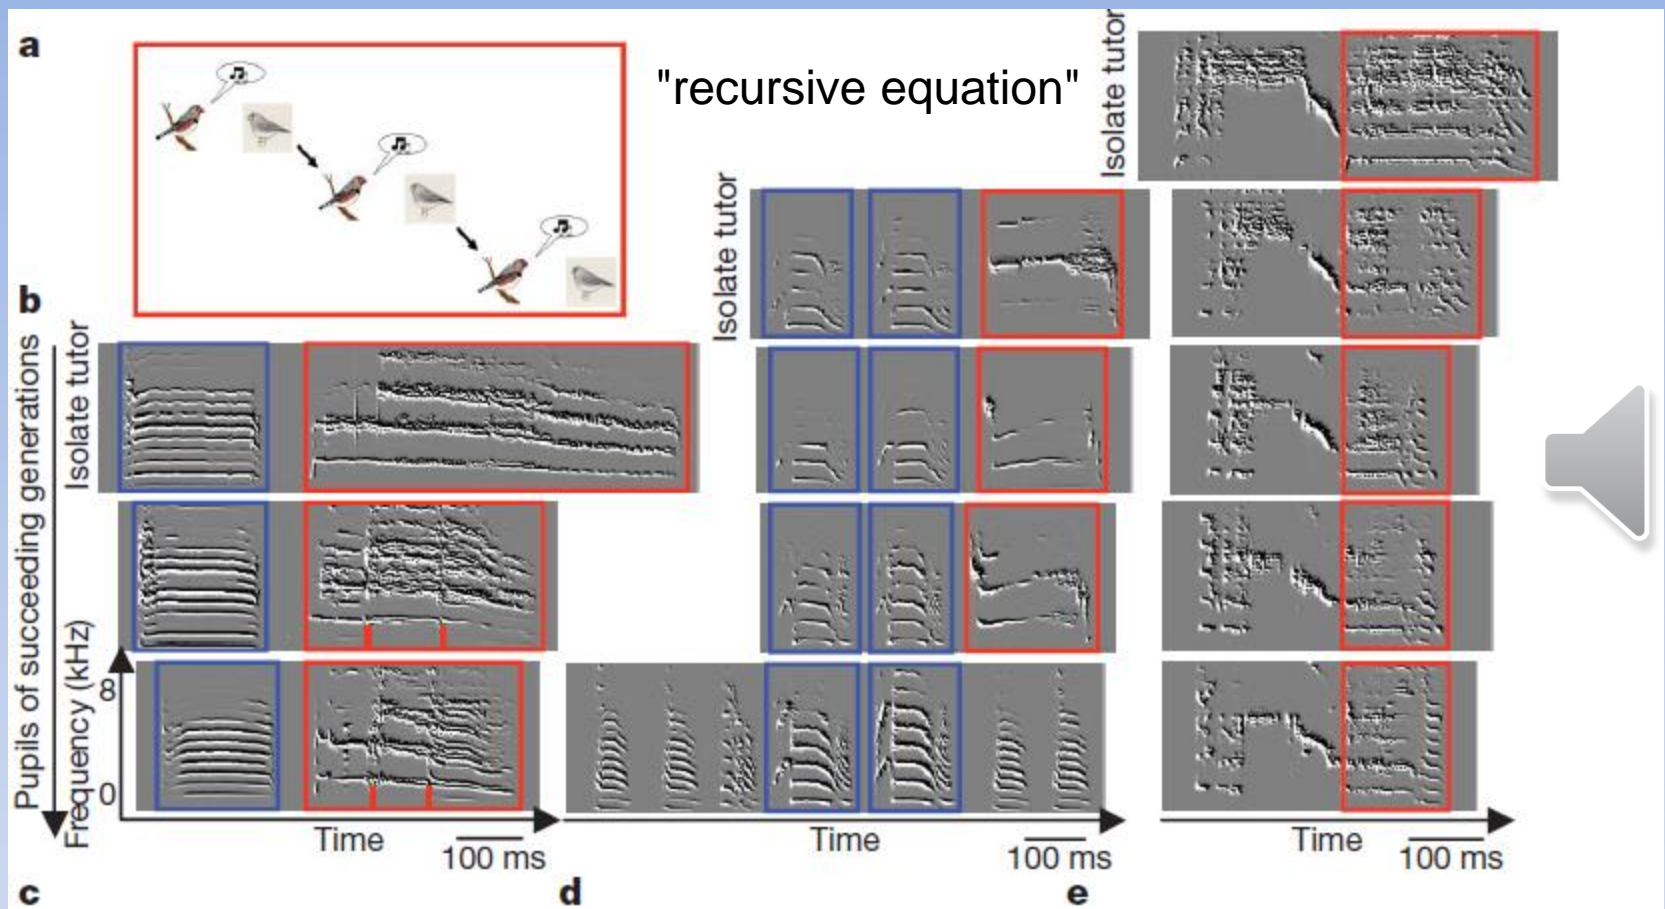 a
"recursive equation"
Isolate tutor
Isolate tutor
b
Pupils of succeeding generations
Isolate tutor
Frequency (kHz)
8
0
Time
100 ms
Time
100 ms
Time
100 ms
c
d
e